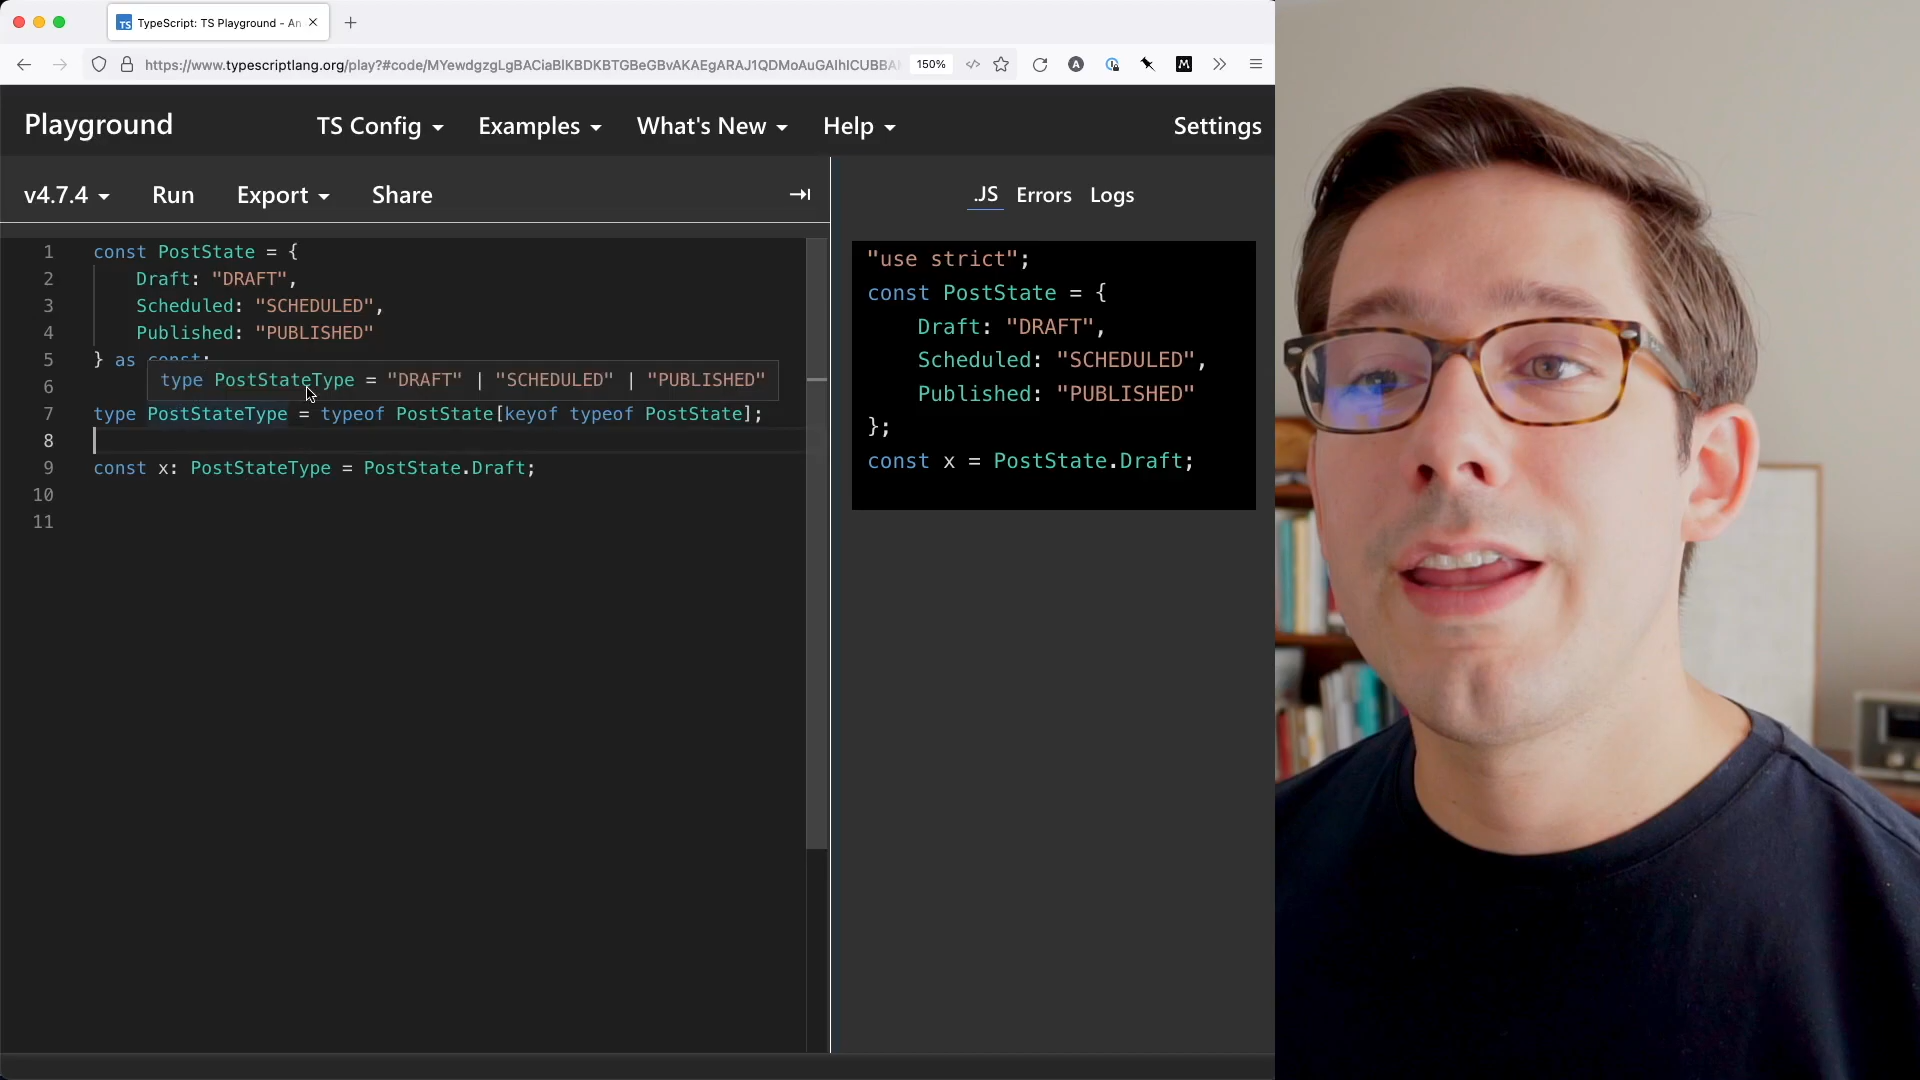 TS TypeScript: TS Playground - An
https://www.typescriptlang.org/play?#code/MYewdgzgLgBACiaBlKBDKBTGBeGBvAKAEgARAJ1QDMoAuGAIhICUBBA
150%
Playground
TS Config
Examples
What's New
Help
Settings
v4.7.4
Run
Export
Share
.JS
Errors
Logs
1 const PostState = {
2 Draft: "DRAFT",
3 Scheduled: "SCHEDULED",
4 Published: "PUBLISHED"
5 } as const;
type PostStateType = "DRAFT" | "SCHEDULED" | "PUBLISHED"
6
7 type PostStateType = typeof PostState[keyof typeof PostState];
8
9 const x: PostStateType = PostState.Draft;
10
11
"use strict";
const PostState = {
Draft: "DRAFT",
Scheduled: "SCHEDULED",
Published: "PUBLISHED"
};
const x = PostState.Draft;